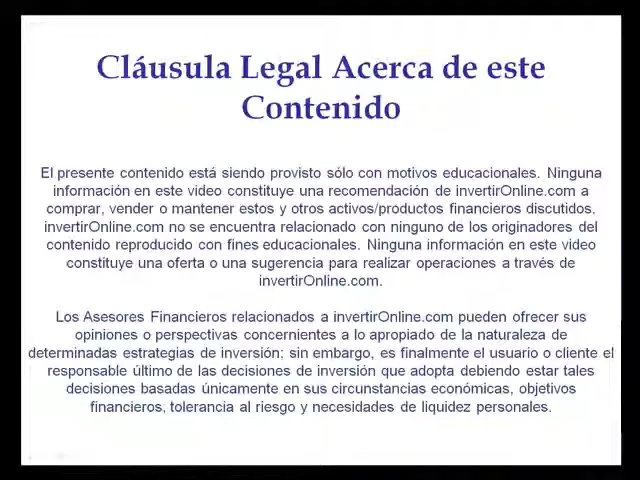 Cláusula Legal Acerca de este
Contenido
El presente contenido está siendo provisto sólo con motivos educacionales. Ninguna
información en este video constituye una recomendación de invertirOnline.com a
comprar, vender o mantener estos y otros activos/productos financieros discutidos.
invertirOnline.com no se encuentra relacionado con ninguno de los originadores del
contenido reproducido con fines educacionales. Ninguna información en este video
constituye una oferta o una sugerencia para realizar operaciones a través de
invertirOnline.com.
Los Asesores Financieros relacionados a invertirOnline.com pueden ofrecer sus
opiniones o perspectivas concernientes a lo apropiado de la naturaleza de
determinadas estrategias de inversión; sin embargo, es finalmente el usuario o cliente el
responsable último de las decisiones de inversión que adopta debiendo estar tales
decisiones basadas únicamente en sus circunstancias económicas, objetivos
financieros, tolerancia al riesgo y necesidades de liquidez personales.